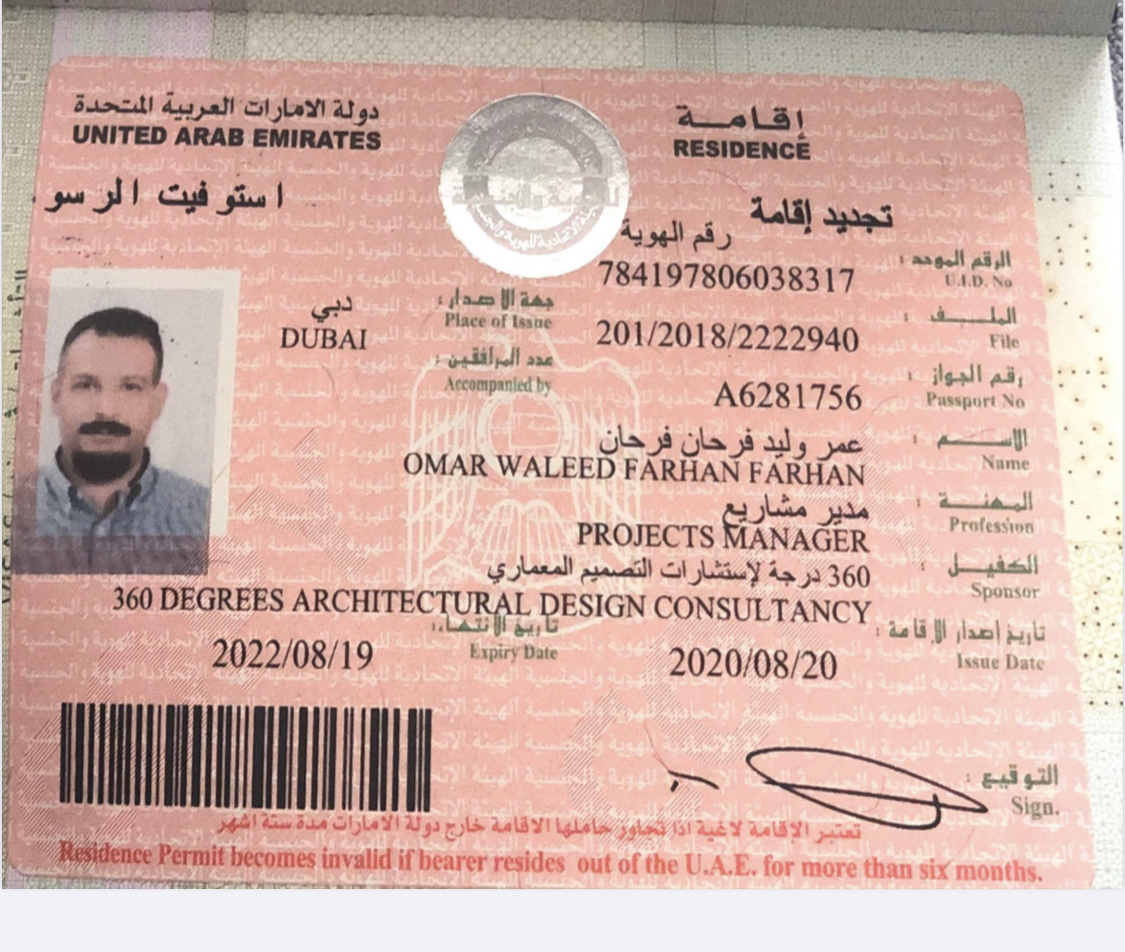 دولة الامارات العربية المتحدة
UNITED ARAB EMIRATES
إقامة
RESIDENCE
استوفيت الرسو
تجديد إقامة
رقم الهوية
الرقم الموحد :
U.I.D. No
784197806038317
جهة الاصدار :
Place of Issue
دبي
DUBAI
الملف :
File
201/2018/2222940
عدد المرافقين :
Accompanied by
رقم الجواز :
Passport No
A6281756
الاسم :
Name
عمر وليد فرحان فرحان
OMAR WALEED FARHAN FARHAN
المهنة :
Profession
مدير مشاريع
PROJECTS MANAGER
الكفيل :
Sponsor
360 درجة لإستشارات التصميم المعماري
360 DEGREES ARCHITECTURAL DESIGN CONSULTANCY
تاريخ إصدار الإقامة :
Issue Date
2020/08/20
تاريخ الانتهاء:
Expiry Date
2022/08/19
التوقيع :
Sign.
تعتبر الإقامة لاغية اذا تجاوز حاملها الاقامة خارج دولة الامارات مدة ستة اشهر
Residence Permit becomes invalid if bearer resides out of the U.A.E. for more than six months.